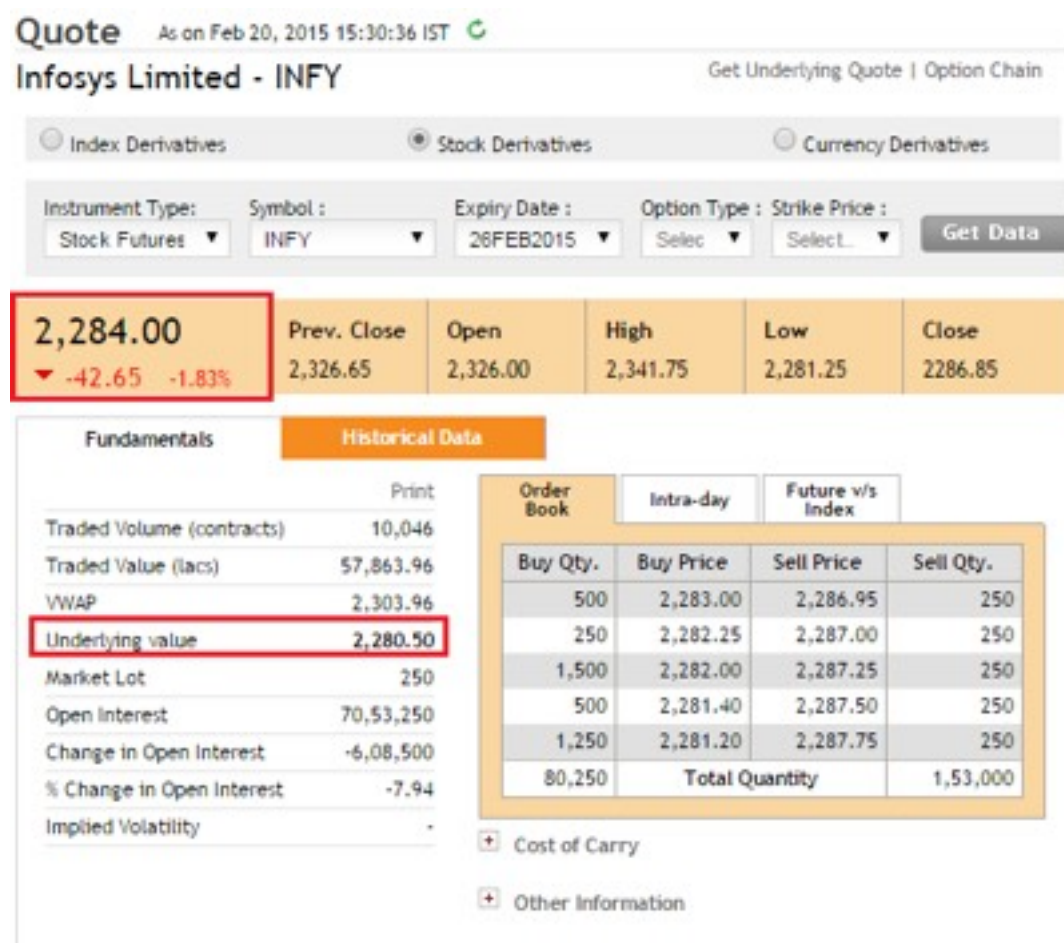 Quote As on Feb 20, 2015 15:30:36 IST
Infosys Limited - INFY Get Underlying Quote | Option Chain
Index Derivatives Stock Derivatives Currency Derivatives
Instrument Type: Symbol : Expiry Date : Option Type : Strike Price :
Stock Futures INFY 26FEB2015 Selec Select.. Get Data
2,284.00 Prev. Close Open High Low Close
-42.65 -1.83% 2,326.65 2,326.00 2,341.75 2,281.25 2286.85
Fundamentals Historical Data
Print
Traded Volume (contracts) 10,046
Traded Value (lacs) 57,863.96
VWAP 2,303.96
Underlying value 2,280.50
Market Lot 250
Open Interest 70,53,250
Change in Open Interest -6,08,500
% Change in Open Interest -7.94
Implied Volatility -
Order Book Intra-day Future v/s Index
Buy Qty. Buy Price Sell Price Sell Qty.
500 2,283.00 2,286.95 250
250 2,282.25 2,287.00 250
1,500 2,282.00 2,287.25 250
500 2,281.40 2,287.50 250
1,250 2,281.20 2,287.75 250
80,250 Total Quantity 1,53,000
Cost of Carry
Other Information